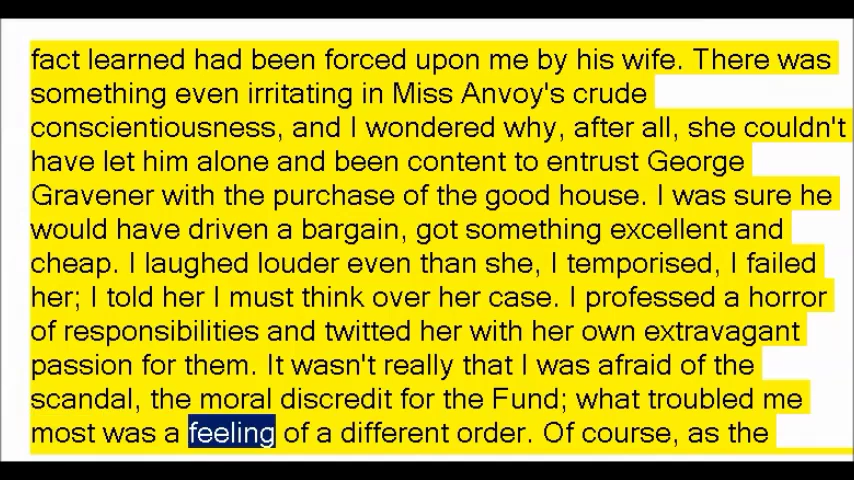 fact learned had been forced upon me by his wife. There was
something even irritating in Miss Anvoy's crude
conscientiousness, and I wondered why, after all, she couldn't
have let him alone and been content to entrust George
Gravener with the purchase of the good house. I was sure he
would have driven a bargain, got something excellent and
cheap. I laughed louder even than she, I temporised, I failed
her; I told her I must think over her case. I professed a horror
of responsibilities and twitted her with her own extravagant
passion for them. It wasn't really that I was afraid of the
scandal, the moral discredit for the Fund; what troubled me
most was a feeling of a different order. Of course, as the